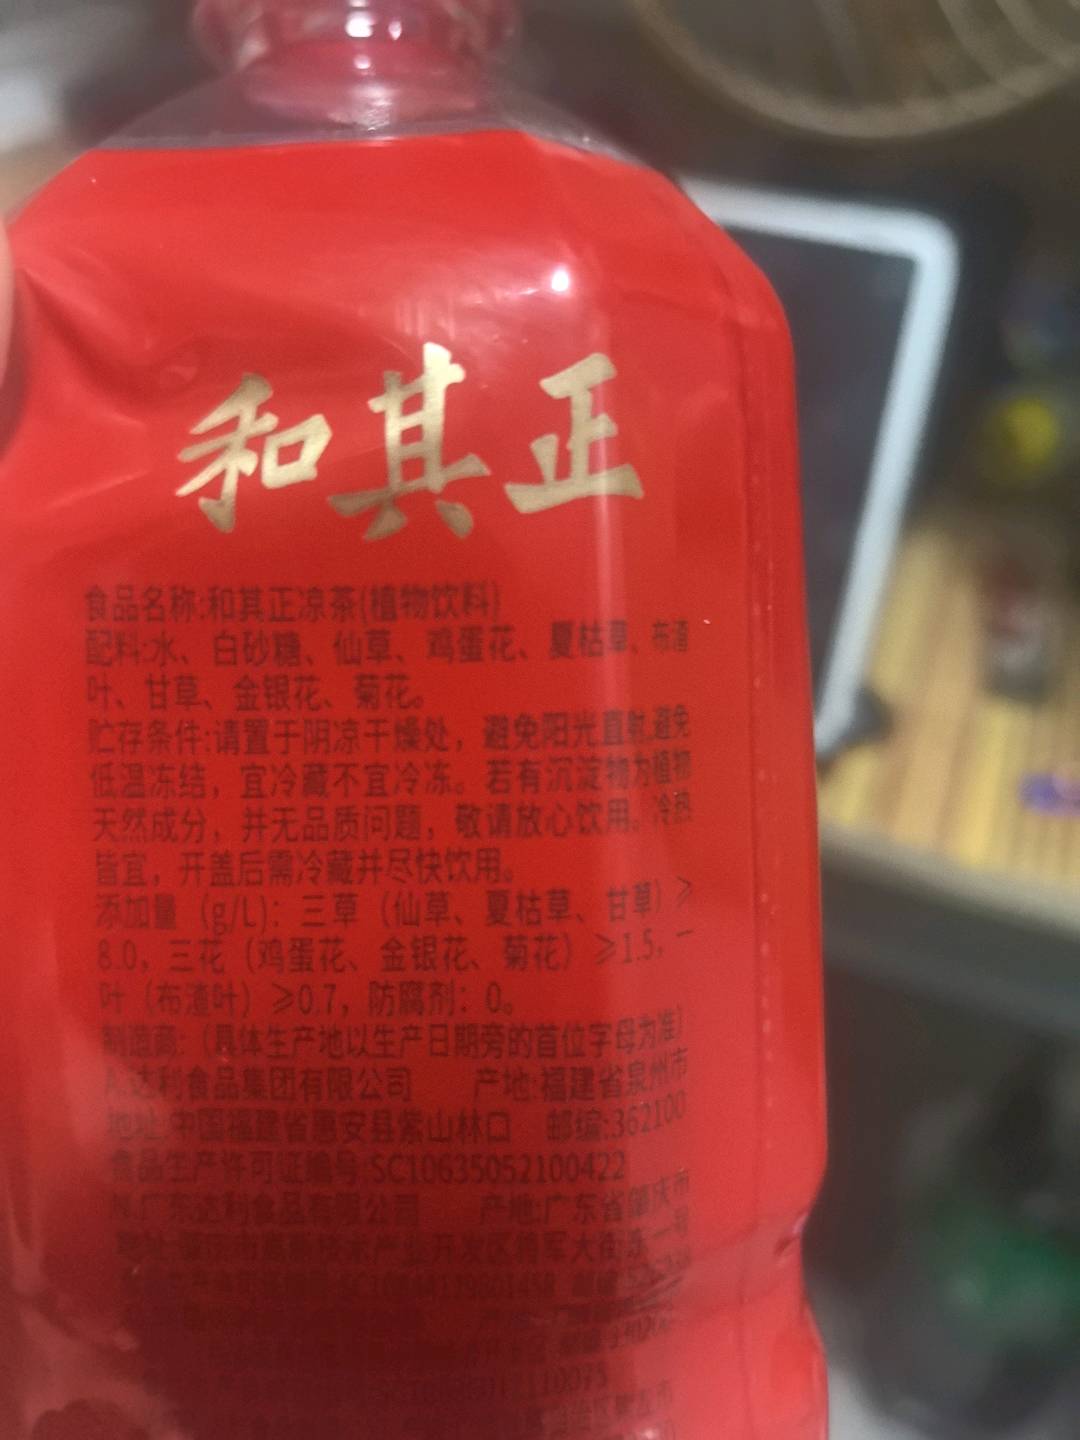 和其正
食品名称:和其正凉茶(植物饮料)
配料:水、白砂糖、仙草、鸡蛋花、夏枯草、布渣
叶、甘草、金银花、菊花。
贮存条件:请置于阴凉干燥处，避免阳光直射,避免
低温冻结，宜冷藏不宜冷冻。若有沉淀物为植物
天然成分，并无品质问题，敬请放心饮用。冷热
皆宜，开盖后需冷藏并尽快饮用。
添加量（g/L): 三草（仙草、夏枯草、甘草）≥
8.0，三花（鸡蛋花、金银花、菊花）≥1.5，一
叶（布渣叶）≥0.7，防腐剂：0。
制造商:（具体生产地以生产日期旁的首位字母为准）
达利食品集团有限公司 产地:福建省泉州市
地址:中国福建省惠安县紫山林口 邮编:362100
食品生产许可证编号:SC10635052100422
广东达利食品有限公司 产地:广东省肇庆市
产业开发区将军大街东一号